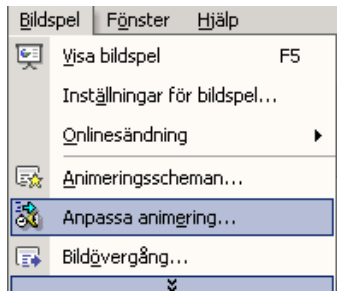 Bildspel Fönster Hjälp
Visa bildspel F5
Inställningar för bildspel...
Onlinesändning
Animeringsscheman...
Anpassa animering...
Bildövergång...